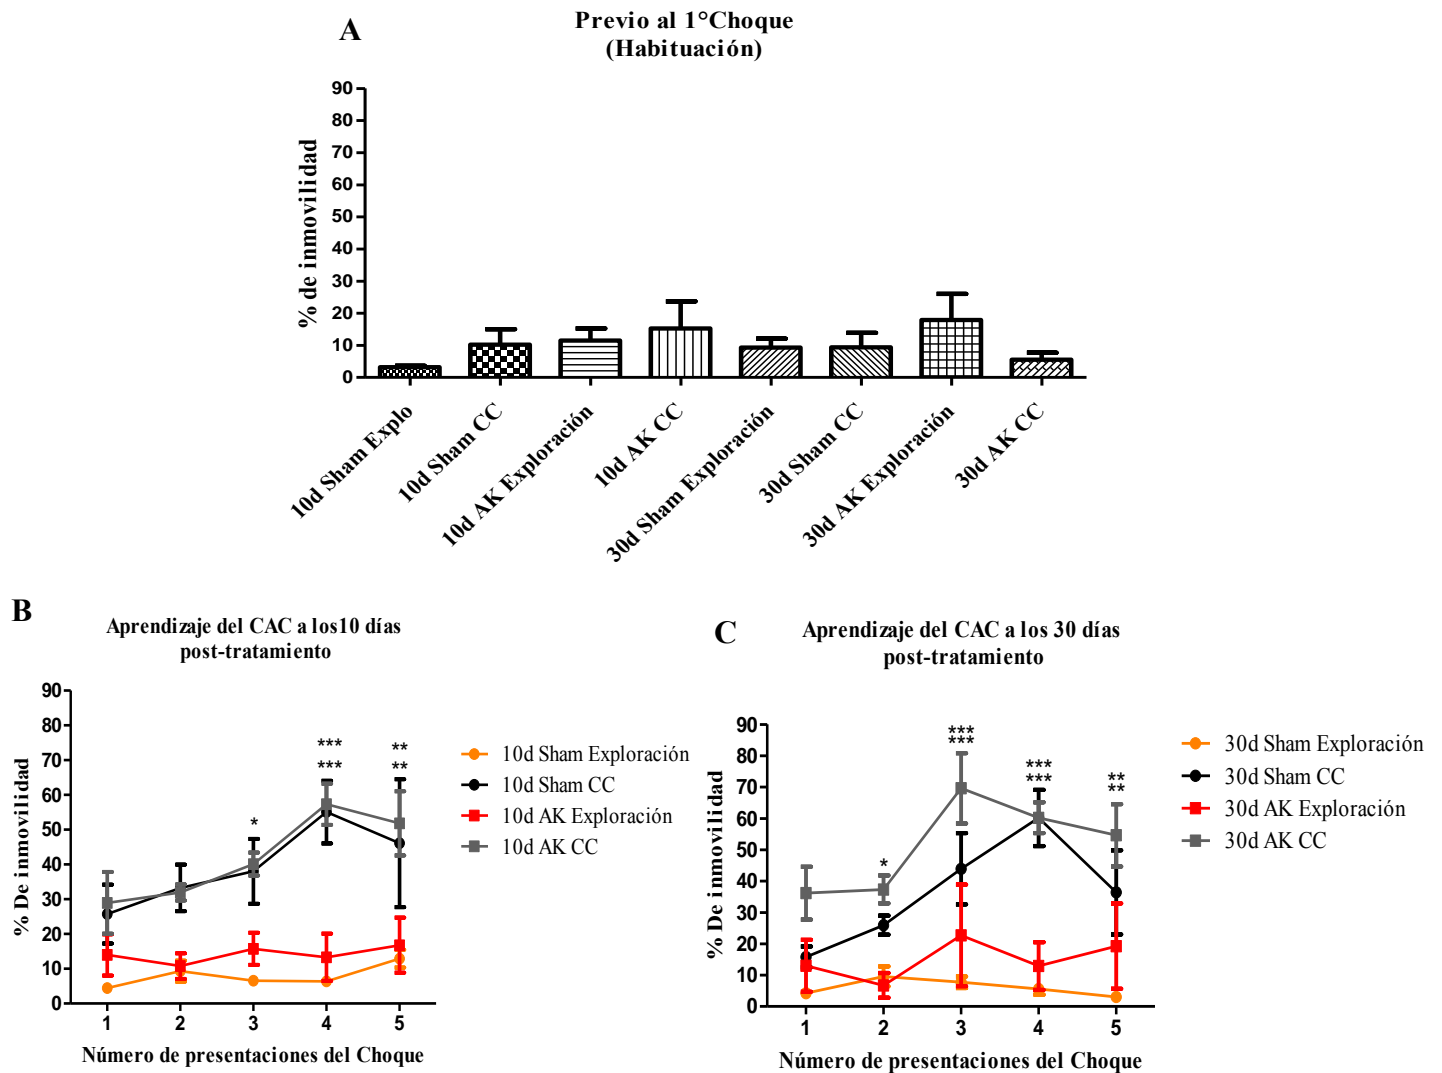 A
Previo al 1°Choque
(Habituación)
% de inmovilidad
90
80
70
60
50
40
30
20
10
0
10d Sham Explo
10d Sham CC
10d AK Exploración
10d AK CC
30d Sham Exploración
30d Sham CC
30d AK Exploración
30d AK CC
B
Aprendizaje del CAC a los10 días
post-tratamiento
% De inmovilidad
90
80
70
60
50
40
30
20
10
0
*
***
***
**
**
1 2 3 4 5
Número de presentaciones del Choque
10d Sham Exploración
10d Sham CC
10d AK Exploración
10d AK CC
C
Aprendizaje del CAC a los 30 días
post-tratamiento
% De inmovilidad
90
80
70
60
50
40
30
20
10
0
*
***
***
***
***
**
**
1 2 3 4 5
Número de presentaciones del Choque
30d Sham Exploración
30d Sham CC
30d AK Exploración
30d AK CC